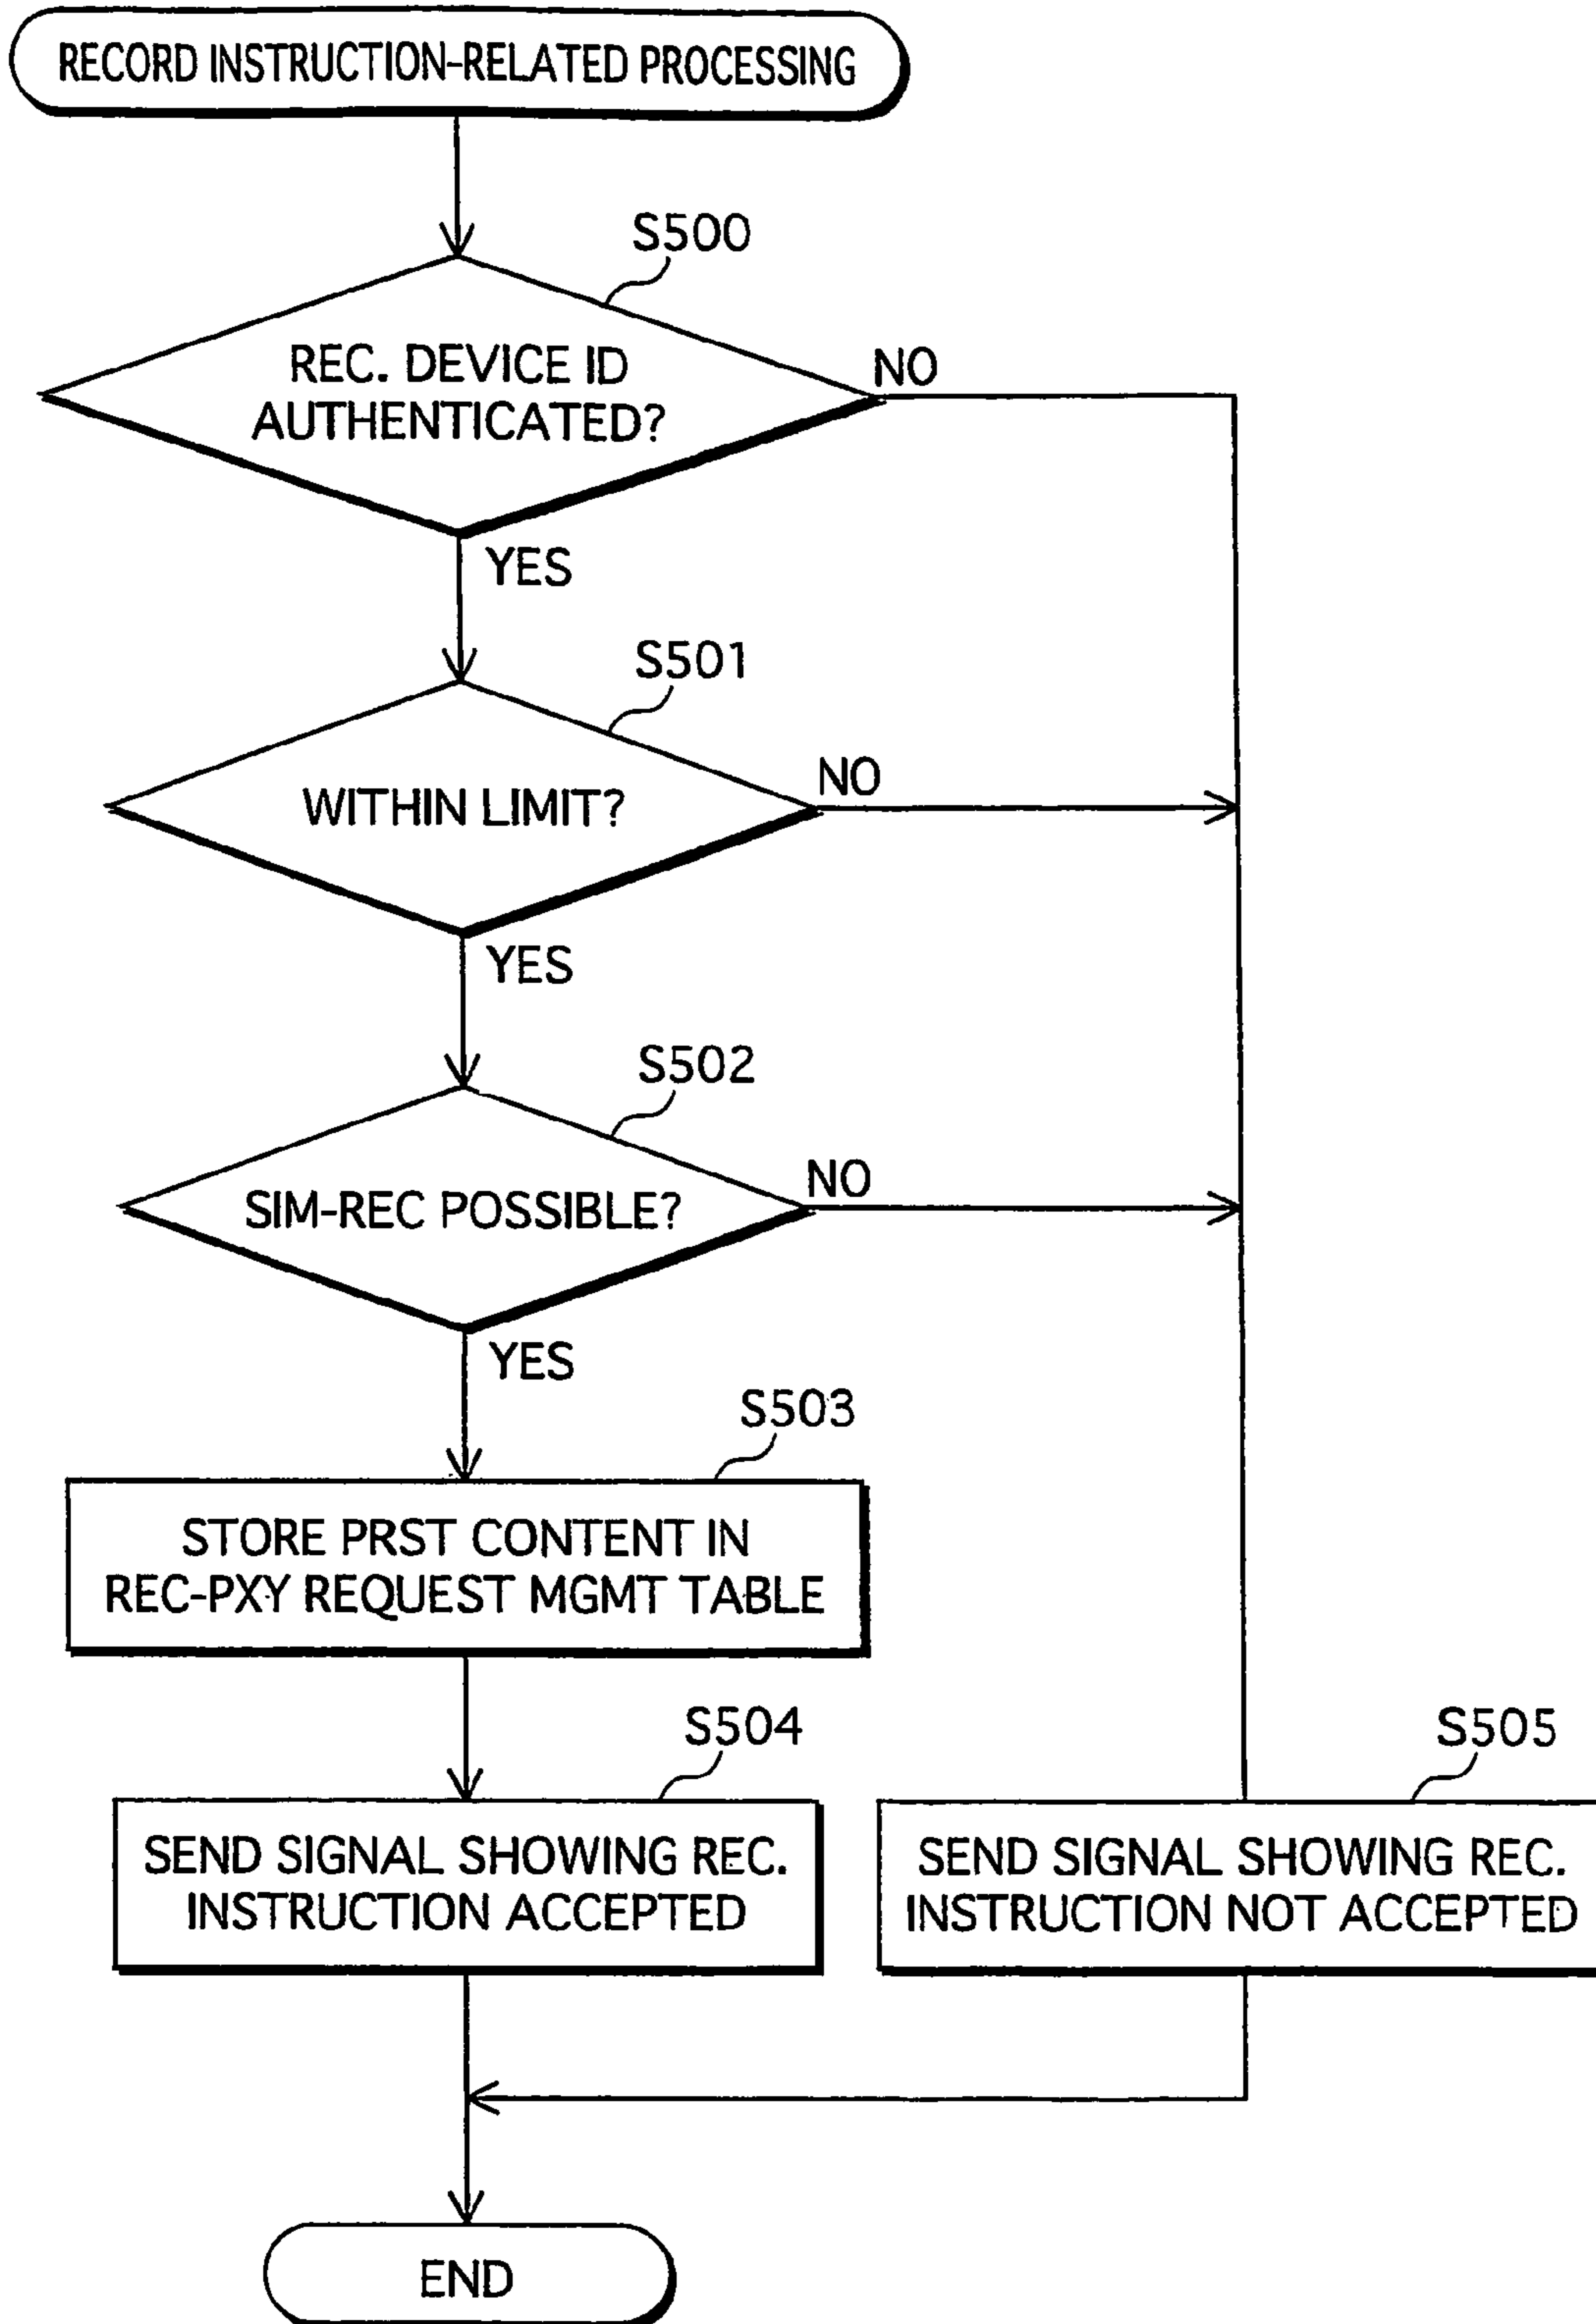 RECORD INSTRUCTION-RELATED PROCESSING
S500
REC. DEVICE ID
AUTHENTICATED?
NO
YES
S501
WITHIN LIMIT?
NO
YES
S502
SIM-REC POSSIBLE?
NO
YES
S503
STORE PRST CONTENT IN
REC-PXY REQUEST MGMT TABLE
S504
SEND SIGNAL SHOWING REC.
INSTRUCTION ACCEPTED
S505
SEND SIGNAL SHOWING REC.
INSTRUCTION NOT ACCEPTED
END